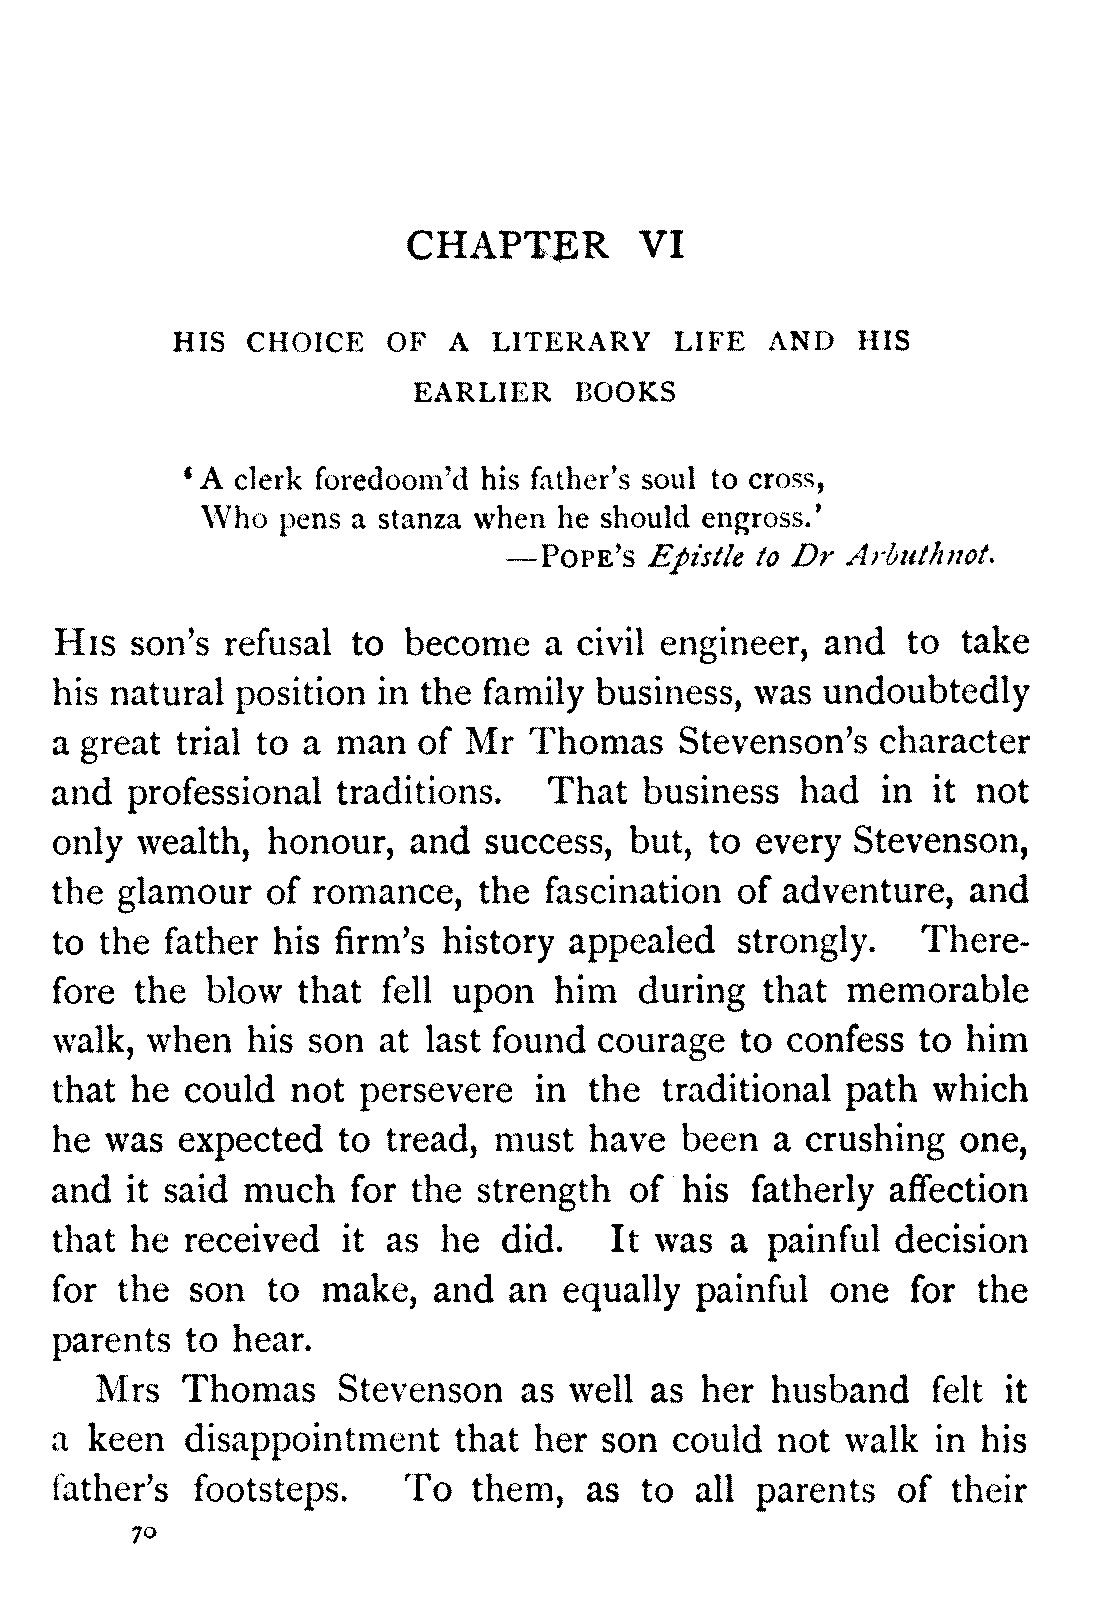 CHAPTER VI
HIS CHOICE OF A LITERARY LIFE AND HIS
EARLIER BOOKS
‘A clerk foredoom’d his father’s soul to cross,
Who pens a stanza when he should engross.’
—POPE’S Epistle to Dr Arbuthnot.
HIS son’s refusal to become a civil engineer, and to take
his natural position in the family business, was undoubtedly
a great trial to a man of Mr Thomas Stevenson’s character
and professional traditions. That business had in it not
only wealth, honour, and success, but, to every Stevenson,
the glamour of romance, the fascination of adventure, and
to the father his firm’s history appealed strongly. There-
fore the blow that fell upon him during that memorable
walk, when his son at last found courage to confess to him
that he could not persevere in the traditional path which
he was expected to tread, must have been a crushing one,
and it said much for the strength of his fatherly affection
that he received it as he did. It was a painful decision
for the son to make, and an equally painful one for the
parents to hear.
Mrs Thomas Stevenson as well as her husband felt it
a keen disappointment that her son could not walk in his
father’s footsteps. To them, as to all parents of their
70